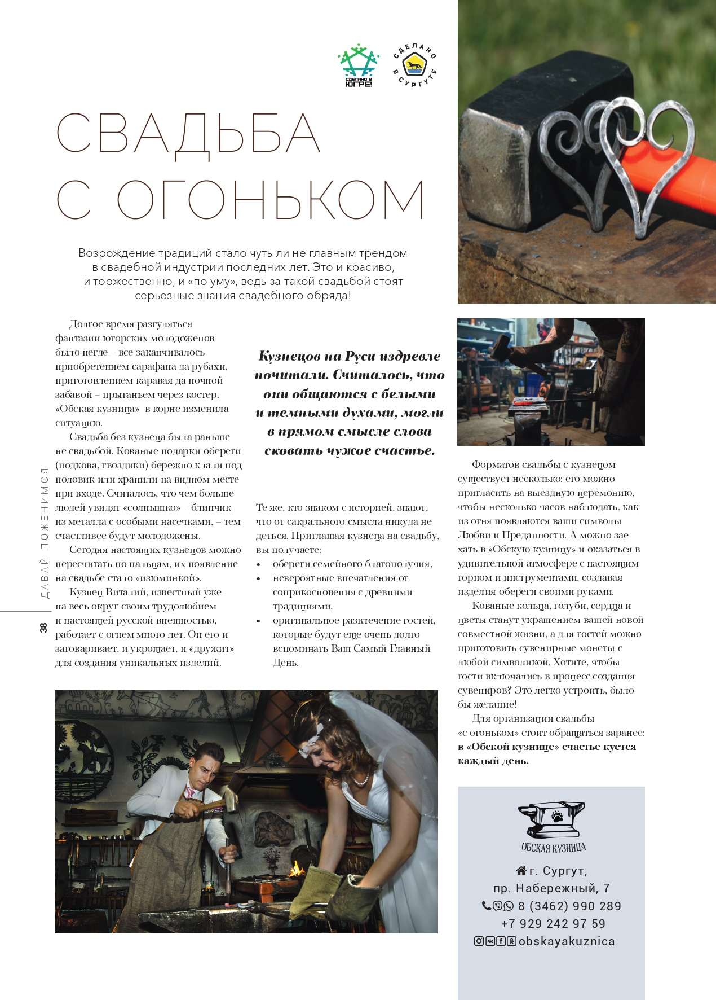 СДЕЛАНО В
ЮГРЕ!
СДЕЛАНО
В СУРГУТЕ
СВАДЬБА
С ОГОНЬКОМ
Возрождение традиций стало чуть ли не главным трендом
в свадебной индустрии последних лет. Это и красиво,
и торжественно, и «по уму», ведь за такой свадьбой стоят
серьезные знания свадебного обряда!
Долгое время разгуляться
фантазии югорских молодоженов
было негде – все заканчивалось
приобретением сарафана да рубахи,
приготовлением каравая да ночной
забавой – прыганьем через костер.
«Обская кузница» в корне изменила
ситуацию.
Свадьба без кузнеца была раньше
не свадьбой. Кованые подарки обереги
(подкова, гвоздики) бережно клали под
половик или хранили на видном месте
при входе. Считалось, что чем больше
людей увидят «солнышко» – блинчик
из металла с особыми насечками, – тем
счастливее будут молодожены.
Сегодня настоящих кузнецов можно
пересчитать по пальцам, их появление
на свадьбе стало «изюминкой».
Кузнец Виталий, известный уже
на весь округ своим трудолюбием
и настоящей русской внешностью,
работает с огнем много лет. Он его и
заговаривает, и укрощает, и «дружит»
для создания уникальных изделий.
Кузнецов на Руси издревле
почитали. Считалось, что
они общаются с белыми
и темными духами, могли
в прямом смысле слова
сковать чужое счастье.
Те же, кто знаком с историей, знают,
что от сакрального смысла никуда не
деться. Приглашая кузнеца на свадьбу,
вы получаете:
• обереги семейного благополучия,
• невероятные впечатления от
соприкосновения с древними
традициями,
• оригинальное развлечение гостей,
которые будут еще очень долго
вспоминать Ваш Самый Главный
День.
Форматов свадьбы с кузнецом
существует несколько: его можно
пригласить на выездную церемонию,
чтобы несколько часов наблюдать, как
из огня появляются ваши символы
Любви и Преданности. А можно зае
хать в «Обскую кузницу» и оказаться в
удивительной атмосфере с настоящим
горном и инструментами, создавая
изделия обереги своими руками.
Кованые кольца, голуби, сердца и
цветы станут украшением вашей новой
совместной жизни, а для гостей можно
приготовить сувенирные монеты с
любой символикой. Хотите, чтобы
гости включались в процесс создания
сувениров? Это легко устроить, было
бы желание!
Для организации свадьбы
«с огоньком» стоит обращаться заранее:
в «Обской кузнице» счастье куется
каждый день.
ДАВАЙ ПОЖЕНИМСЯ
38
ОБСКАЯ КУЗНИЦА
г. Сургут,
пр. Набережный, 7
8 (3462) 990 289
+7 929 242 97 59
obskayakuznica